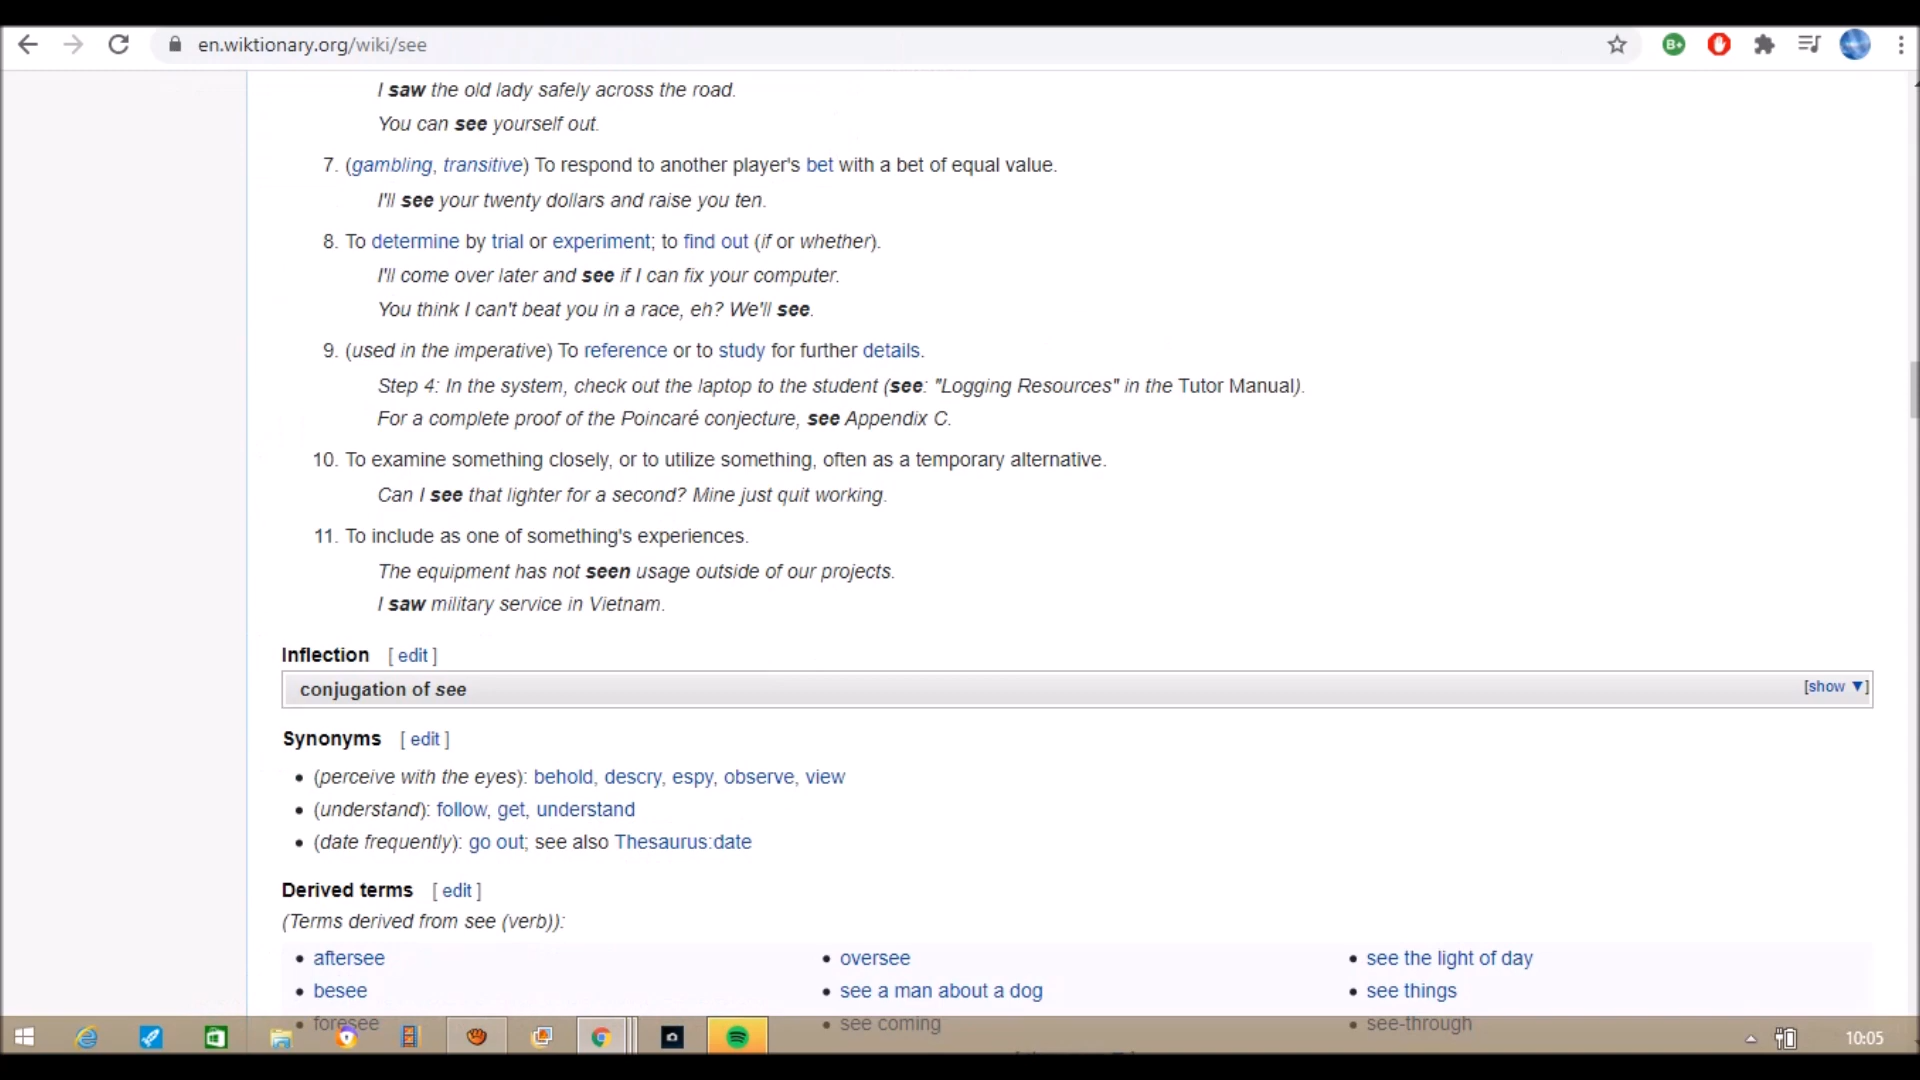 en.wiktionary.org/wiki/see
I saw the old lady safely across the road.
You can see yourself out.
7. (gambling, transitive) To respond to another player's bet with a bet of equal value.
I'll see your twenty dollars and raise you ten.
8. To determine by trial or experiment; to find out (if or whether).
I'll come over later and see if I can fix your computer.
You think I can't beat you in a race, eh? We'll see.
9. (used in the imperative) To reference or to study for further details.
Step 4: In the system, check out the laptop to the student (see: "Logging Resources" in the Tutor Manual).
For a complete proof of the Poincaré conjecture, see Appendix C.
10. To examine something closely, or to utilize something, often as a temporary alternative.
Can I see that lighter for a second? Mine just quit working.
11. To include as one of something's experiences.
The equipment has not seen usage outside of our projects.
I saw military service in Vietnam.
Inflection [ edit ]
conjugation of see [show ▼]
Synonyms [ edit ]
• (perceive with the eyes): behold, descry, espy, observe, view
• (understand): follow, get, understand
• (date frequently): go out; see also Thesaurus:date
Derived terms [ edit ]
(Terms derived from see (verb)):
• aftersee • oversee • see the light of day
• besee • see a man about a dog • see things
• foresee • see coming • see-through
10:05